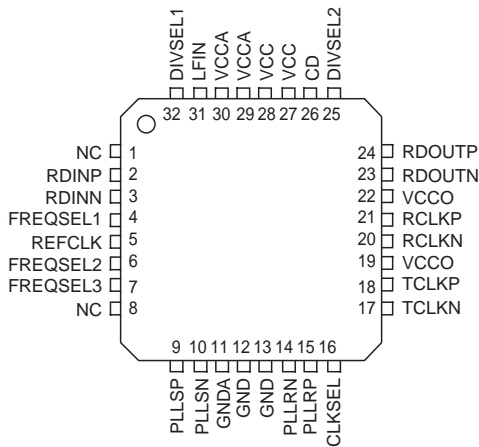 DIVSEL1
LFIN
VCCA
VCCA
VCC
VCC
CD
DIVSEL2
32 31 30 29 28 27 26 25
NC 1
RDINP 2
RDINN 3
FREQSEL1 4
REFCLK 5
FREQSEL2 6
FREQSEL3 7
NC 8
24 RDOUTP
23 RDOUTN
22 VCCO
21 RCLKP
20 RCLKN
19 VCCO
18 TCLKP
17 TCLKN
9 10 11 12 13 14 15 16
PLLSP
PLLSN
GNDA
GND
GND
PLLRN
PLLRP
CLKSEL